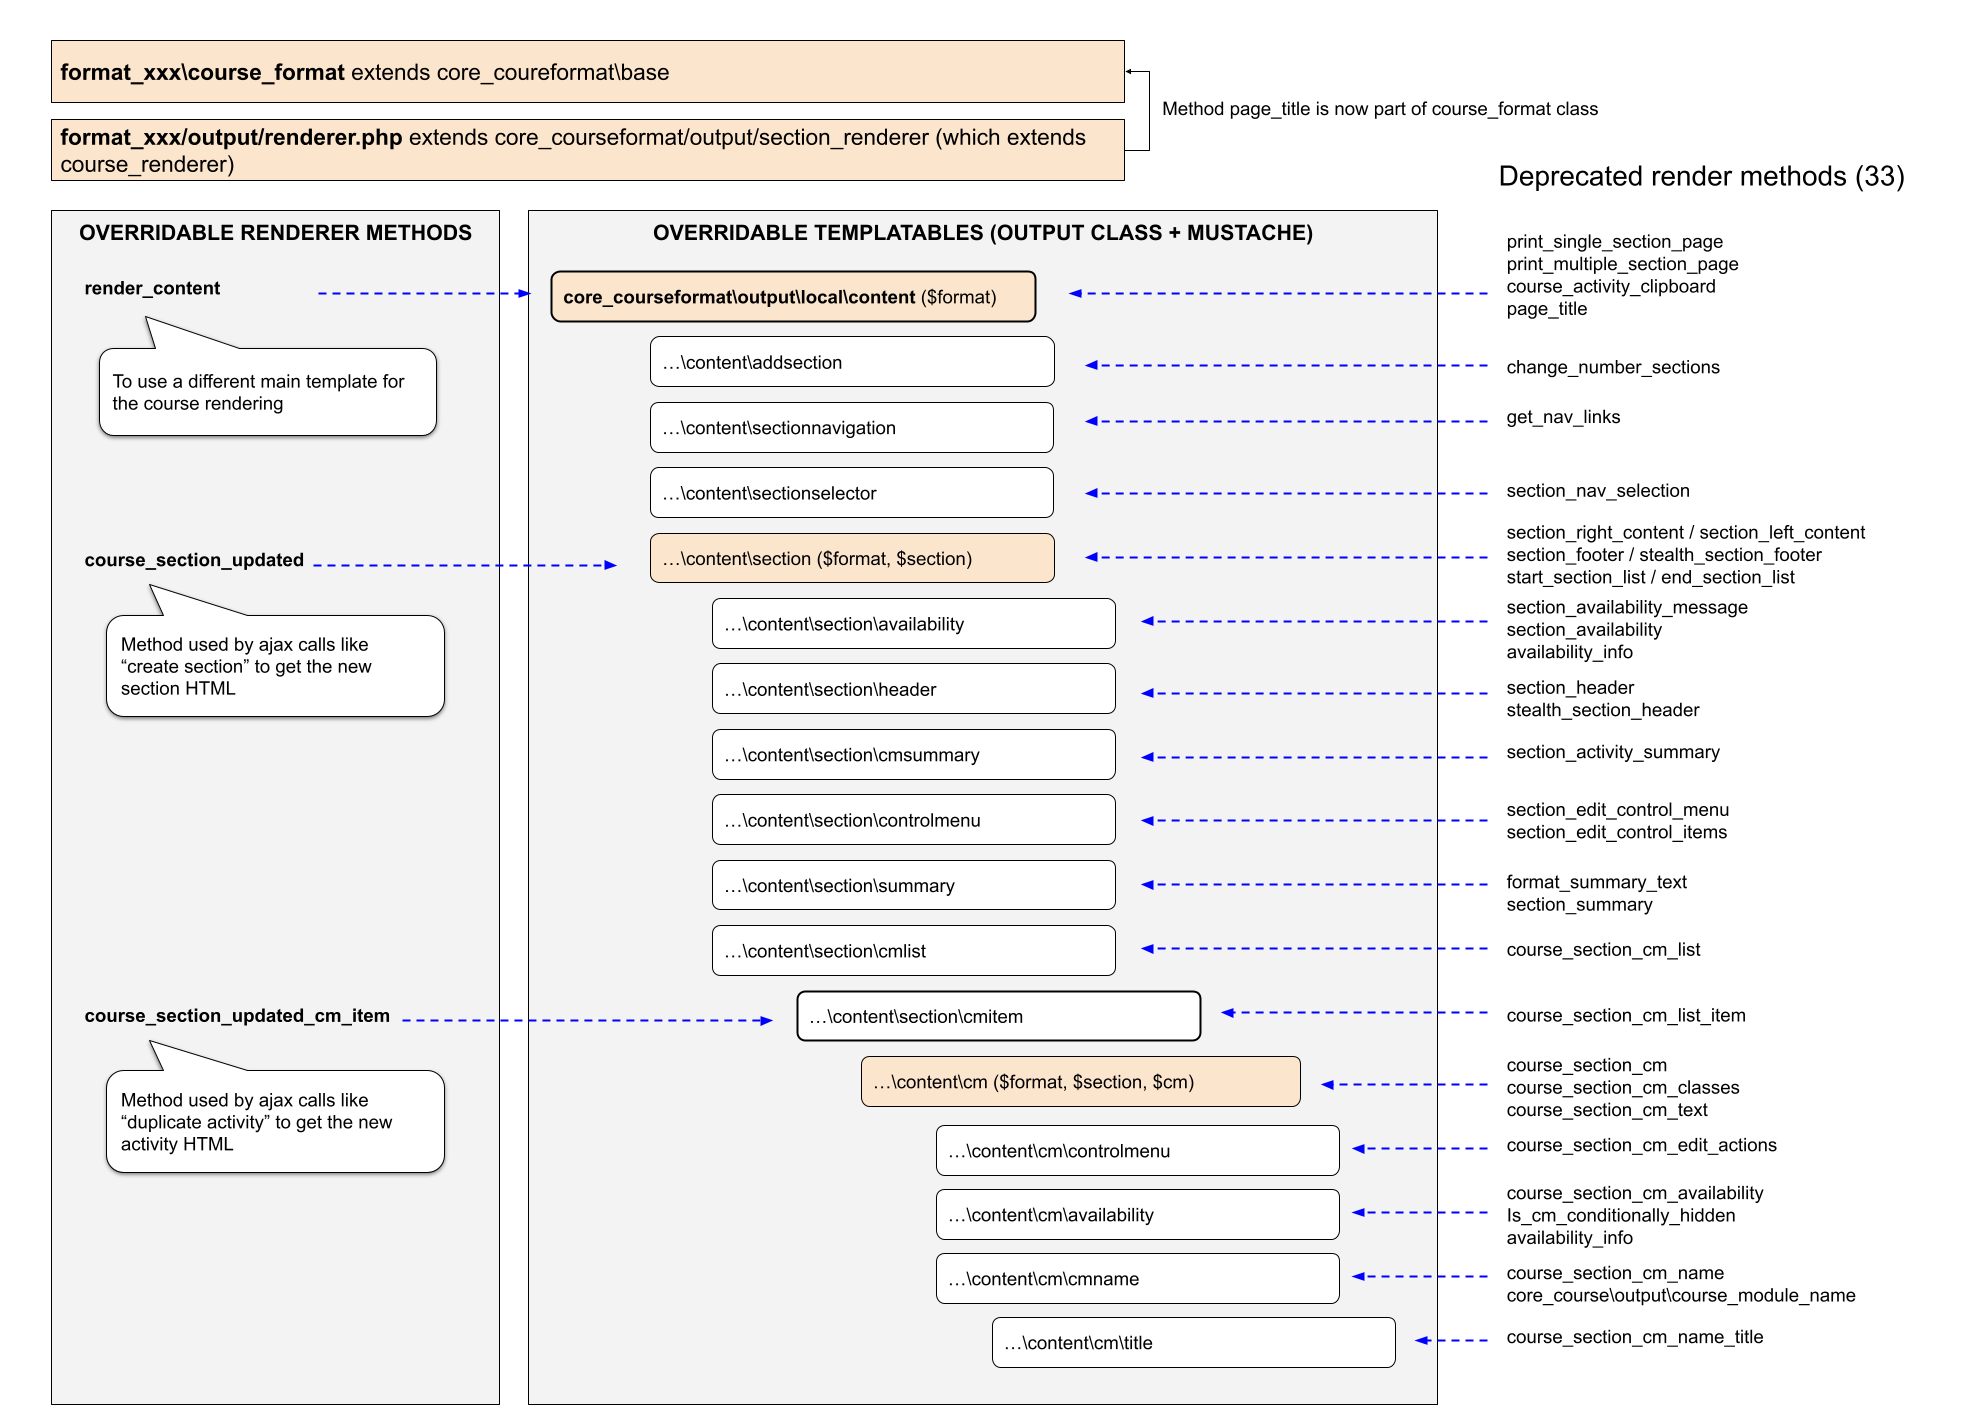 format_xxx\course_format extends core_coureformat\base
Method page_title is now part of course_format class
format_xxx/output/renderer.php extends core_courseformat/output/section_renderer (which extends
course_renderer)
Deprecated render methods (33)
OVERRIDABLE RENDERER METHODS
render_content
To use a different main template for
the course rendering
course_section_updated
Method used by ajax calls like
“create section” to get the new
section HTML
course_section_updated_cm_item
Method used by ajax calls like
“duplicate activity” to get the new
activity HTML
OVERRIDABLE TEMPLATABLES (OUTPUT CLASS + MUSTACHE)
core_courseformat\output\local\content ($format)
…\content\addsection
…\content\sectionnavigation
…\content\sectionselector
…\content\section ($format, $section)
…\content\section\availability
…\content\section\header
…\content\section\cmsummary
…\content\section\controlmenu
…\content\section\summary
…\content\section\cmlist
…\content\section\cmitem
…\content\cm ($format, $section, $cm)
…\content\cm\controlmenu
…\content\cm\availability
…\content\cm\cmname
…\content\cm\title
print_single_section_page
print_multiple_section_page
course_activity_clipboard
page_title
change_number_sections
get_nav_links
section_nav_selection
section_right_content / section_left_content
section_footer / stealth_section_footer
start_section_list / end_section_list
section_availability_message
section_availability
availability_info
section_header
stealth_section_header
section_activity_summary
section_edit_control_menu
section_edit_control_items
format_summary_text
section_summary
course_section_cm_list
course_section_cm_list_item
course_section_cm
course_section_cm_classes
course_section_cm_text
course_section_cm_edit_actions
course_section_cm_availability
Is_cm_conditionally_hidden
availability_info
course_section_cm_name
core_course\output\course_module_name
course_section_cm_name_title